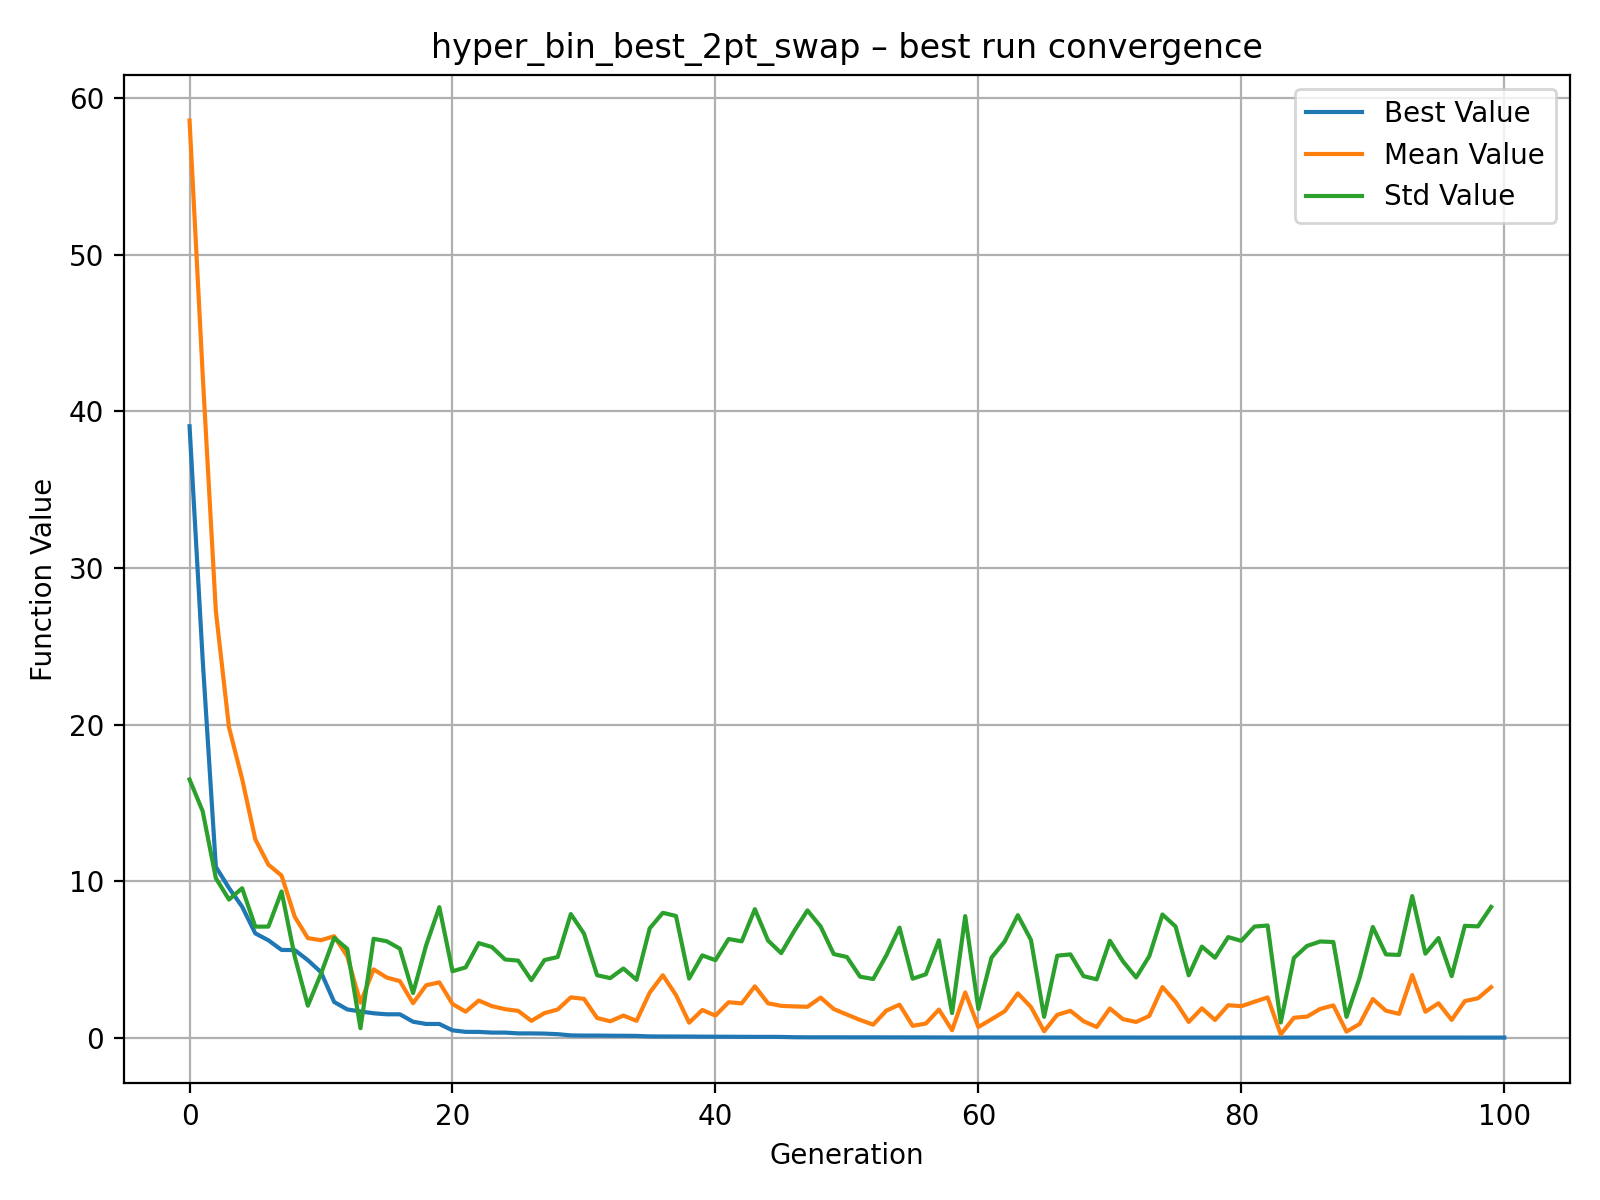 hyper_bin_best_2pt_swap – best run convergence
Best Value
Mean Value
Std Value
Function Value
60
50
40
30
20
10
0
0 20 40 60 80 100
Generation